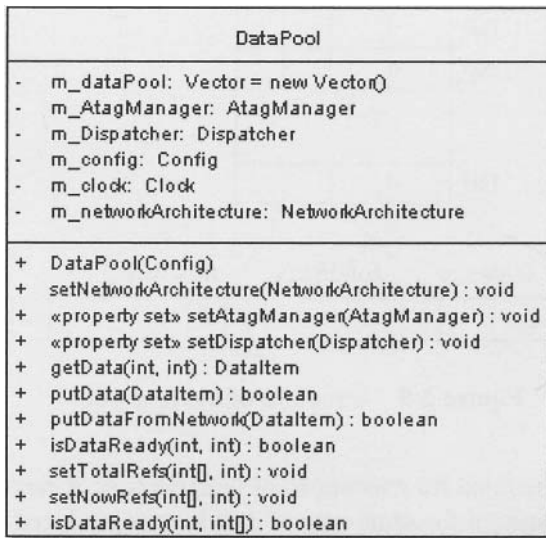 DataPool
- m_dataPool: Vector = new Vector()
- m_AtagManager: AtagManager
- m_Dispatcher: Dispatcher
- m_config: Config
- m_clock: Clock
- m_networkArchitecture: NetworkArchitecture
+ DataPool(Config)
+ setNetworkArchitecture(NetworkArchitecture) : void
+ «property set» setAtagManager(AtagManager) : void
+ «property set» setDispatcher(Dispatcher) : void
+ getData(int, int) : DataItem
+ putData(DataItem) : boolean
+ putDataFromNetwork(DataItem) : boolean
+ isDataReady(int, int) : boolean
+ setTotalRefs(int[], int) : void
+ setNowRefs(int[], int) : void
+ isDataReady(int, int[]) : boolean